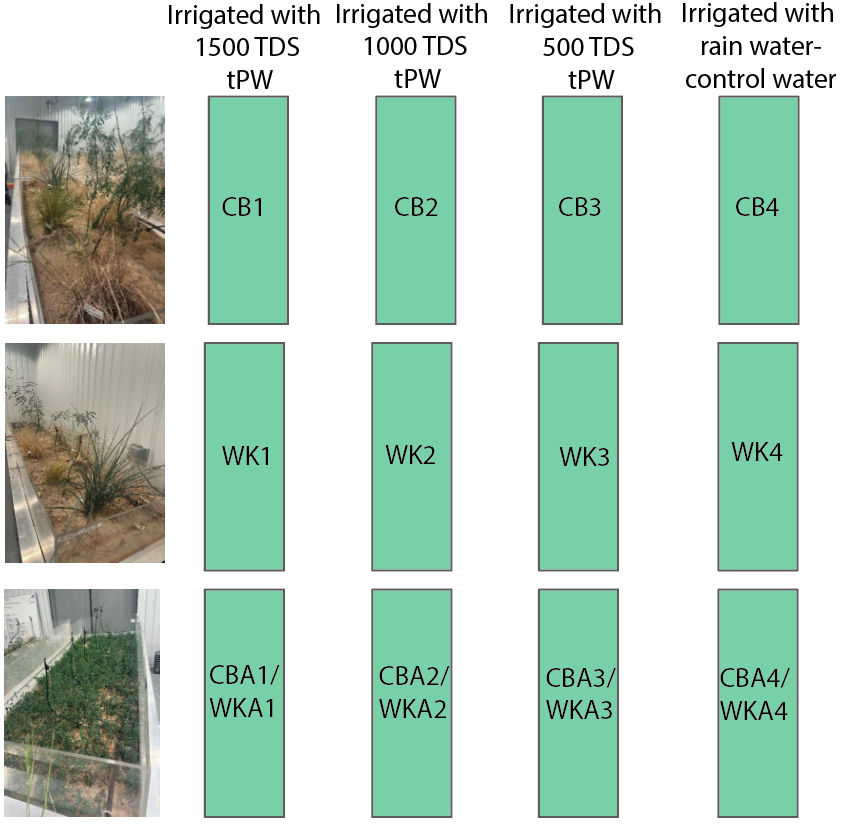 Irrigated with
1500 TDS
tPW
Irrigated with
1000 TDS
tPW
Irrigated with
500 TDS
tPW
Irrigated with
rain water-
control water
CB1
CB2
CB3
CB4
WK1
WK2
WK3
WK4
CBA1/
WKA1
CBA2/
WKA2
CBA3/
WKA3
CBA4/
WKA4